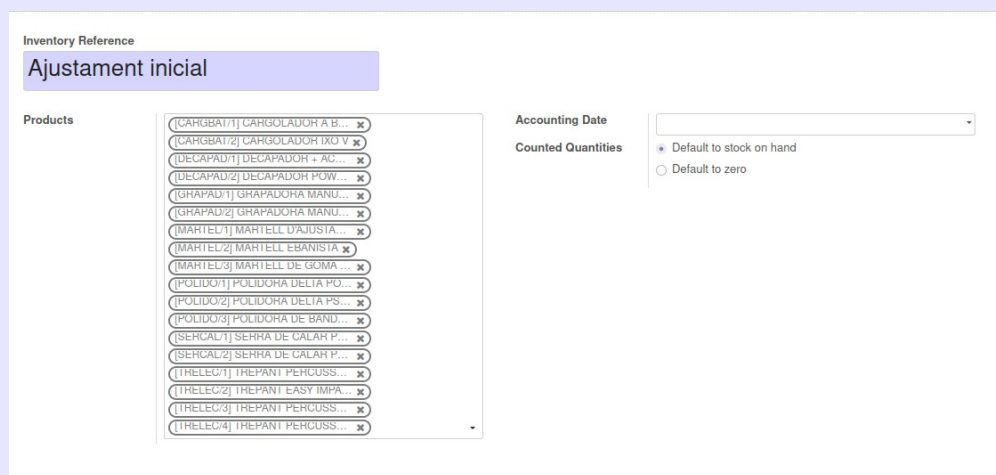 Inventory Reference
Ajustament inicial
Products
[CARGBAT/1] CARGOLADOR A B...
[CARGBAT/2] CARGOLADOR IXO V
[DECAPAD/1] DECAPADOR + AC...
[DECAPAD/2] DECAPADOR POW...
[GRAPAD/1] GRAPADORA MANU...
[GRAPAD/2] GRAPADORA MANU...
[MARTEL/1] MARTELL D'AJUSTA...
[MARTEL/2] MARTELL EBANISTA
[MARTEL/3] MARTELL DE GOMA ...
[POLIDO/1] POLIDORA DELTA PO...
[POLIDO/2] POLIDORA DELTA PS...
[POLIDO/3] POLIDORA DE BAND...
[SERCAL/1] SERRA DE CALAR P...
[SERCAL/2] SERRA DE CALAR P...
[TRELEC/1] TREPANT PERCUSS...
[TRELEC/2] TREPANT EASY IMPA...
[TRELEC/3] TREPANT PERCUSS...
[TRELEC/4] TREPANT PERCUSS...
Accounting Date
Counted Quantities
Default to stock on hand
Default to zero